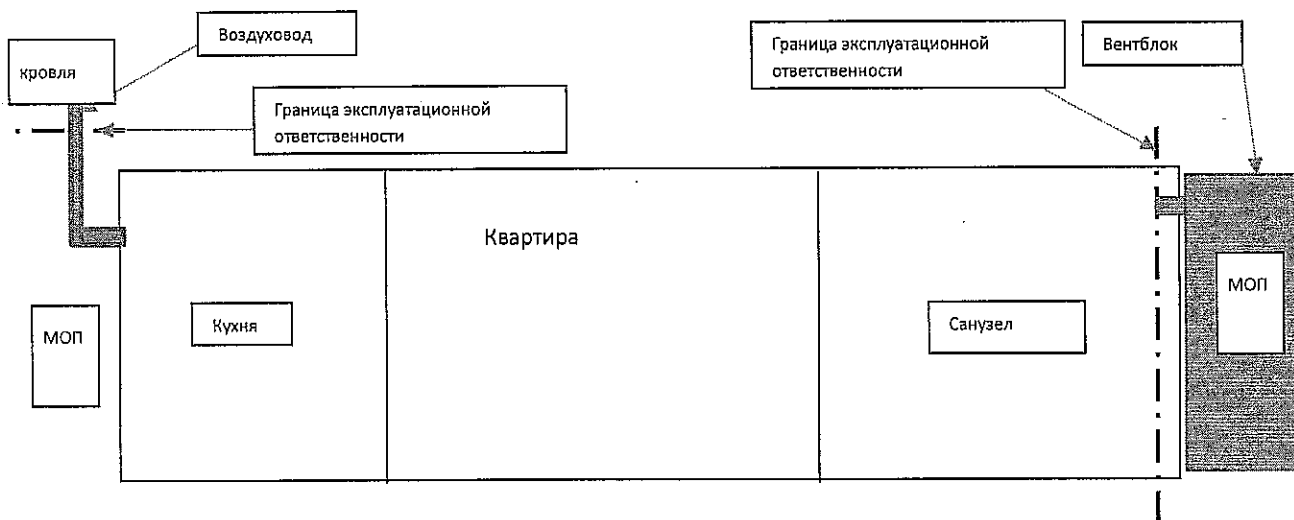 Воздуховод
кровля
Граница эксплуатационной
ответственности
Граница эксплуатационной
ответственности
Вентблок
Квартира
МОП
Кухня
Санузел
МОП